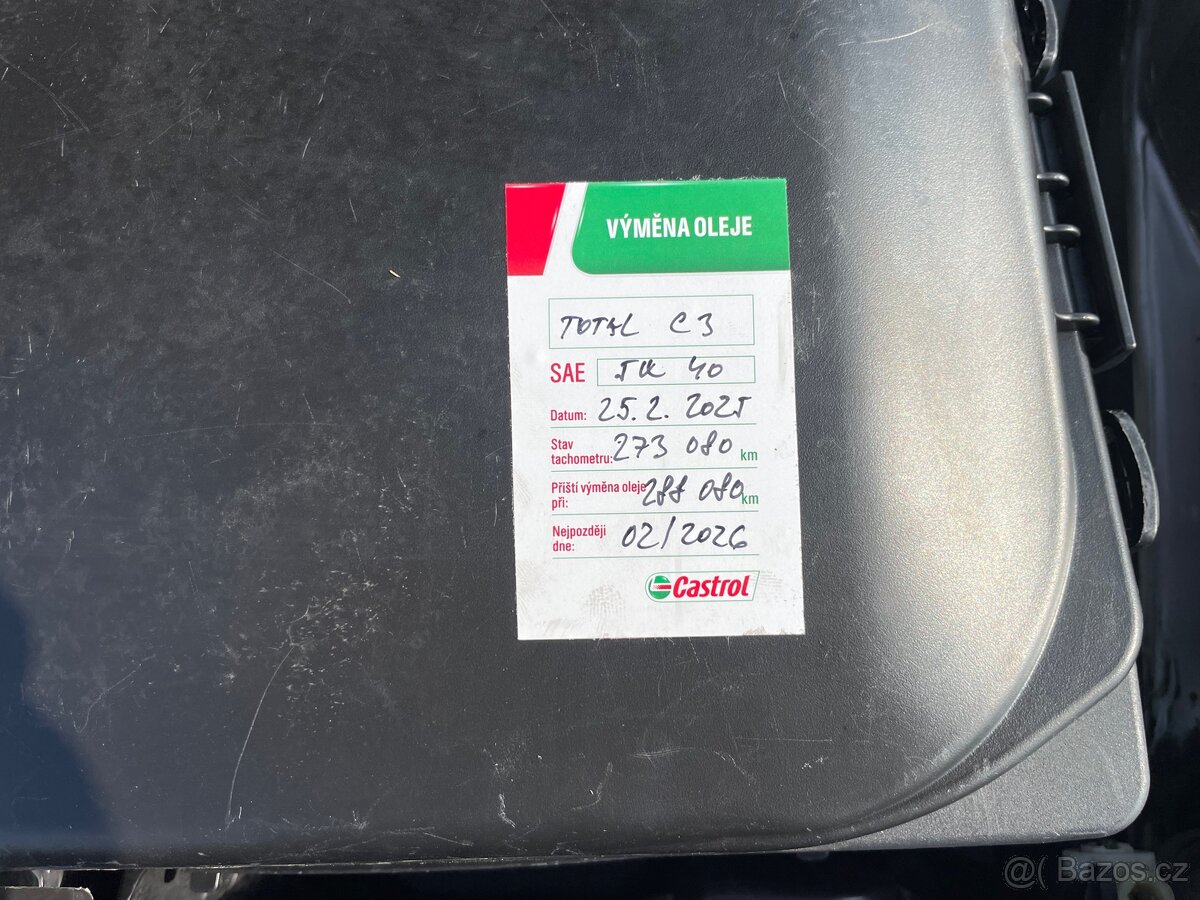 VÝMĚNA OLEJE
TOTAL C3
SAE 5W 40
Datum: 25.2.2025
Stav
tachometru: 273 080 km
Příští výměna oleje
při: 288 080 km
Nejpozději
dne: 02/2026
Castrol
@( Bazos.cz